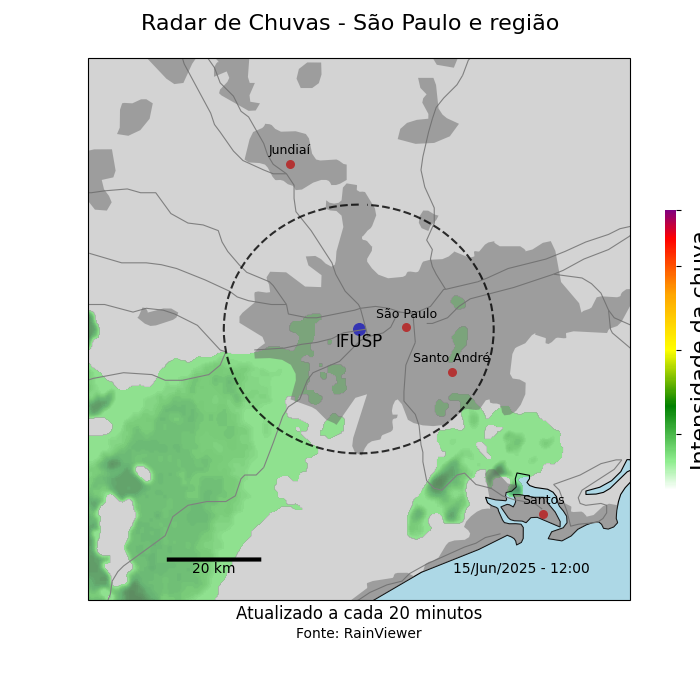 Radar de Chuvas - São Paulo e região
Jundiaí
São Paulo
IFUSP
Santo André
Santos
20 km
15/Jun/2025 - 12:00
Intensidade da chuva
Atualizado a cada 20 minutos
Fonte: RainViewer